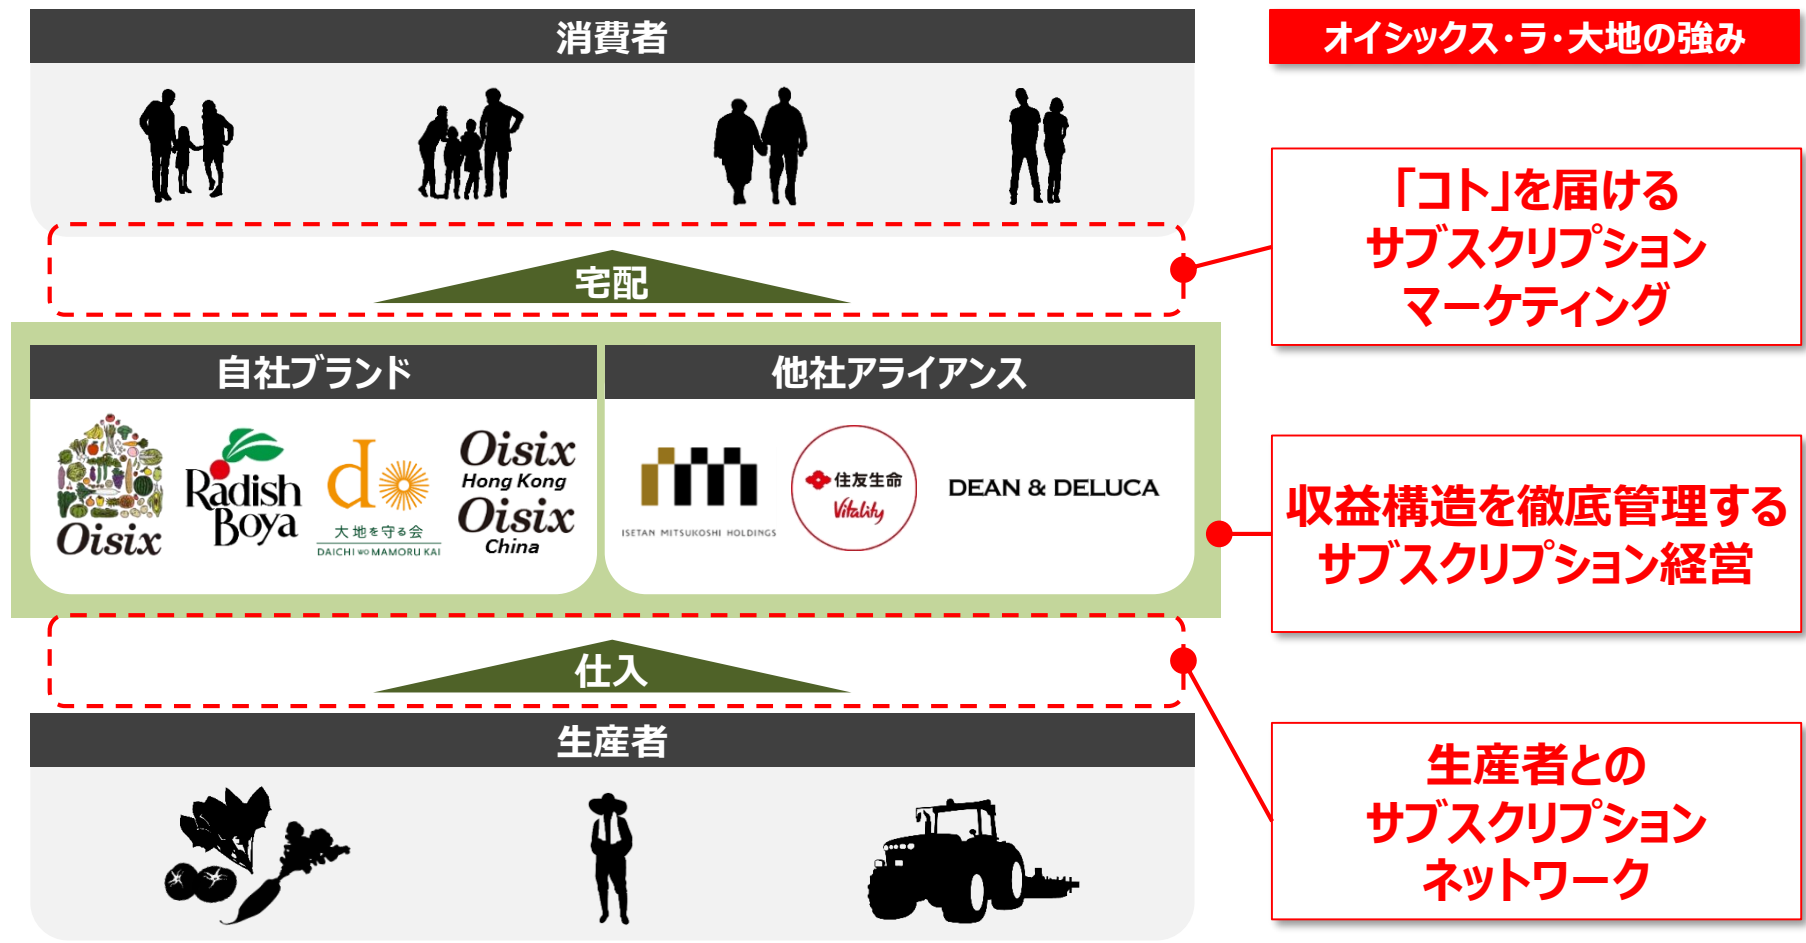 消費者
宅配
自社ブランド
Oisix
Radish
Boya
do
大地を守る会
DAICHI WO MAMORU KAI
Oisix
Hong Kong
Oisix
China
他社アライアンス
ISETAN MITSUKOSHI HOLDINGS
住友生命
Vitality
DEAN & DELUCA
仕入
生産者
オイシックス・ラ・大地の強み
「コト」を届ける
サブスクリプション
マーケティング
収益構造を徹底管理する
サブスクリプション経営
生産者との
サブスクリプション
ネットワーク